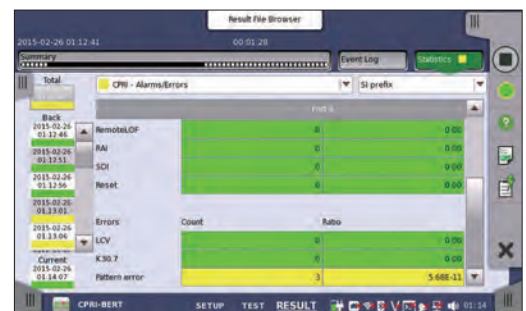 Result File Browser
2015-02-26 01:12:41 00:01:28
Summary Event Log Statistics
Total CPRI - Alarms/Errors SI prefix
Back
2015-02-26
01:12:46
RemoteLOF 0 0.00
2015-02-26
01:12:51
RAI 0 0.00
SDI 0 0.00
2015-02-26
01:12:56
Reset 0 0.00
2015-02-26
01:13:01
Errors Count Ratio
2015-02-26
01:13:06
LCV 0 0.00
Current
2015-02-26
01:14:07
K30.7 0 0.00
Pattern error 3 5.68E-11
CPRI-BERT SETUP TEST RESULT 01:14